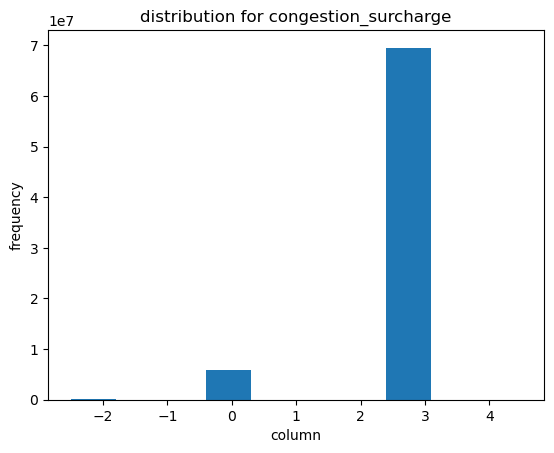 distribution for congestion_surcharge
1e7
7
6
5
4
3
2
1
0
frequency
−2 −1 0 1 2 3 4
column